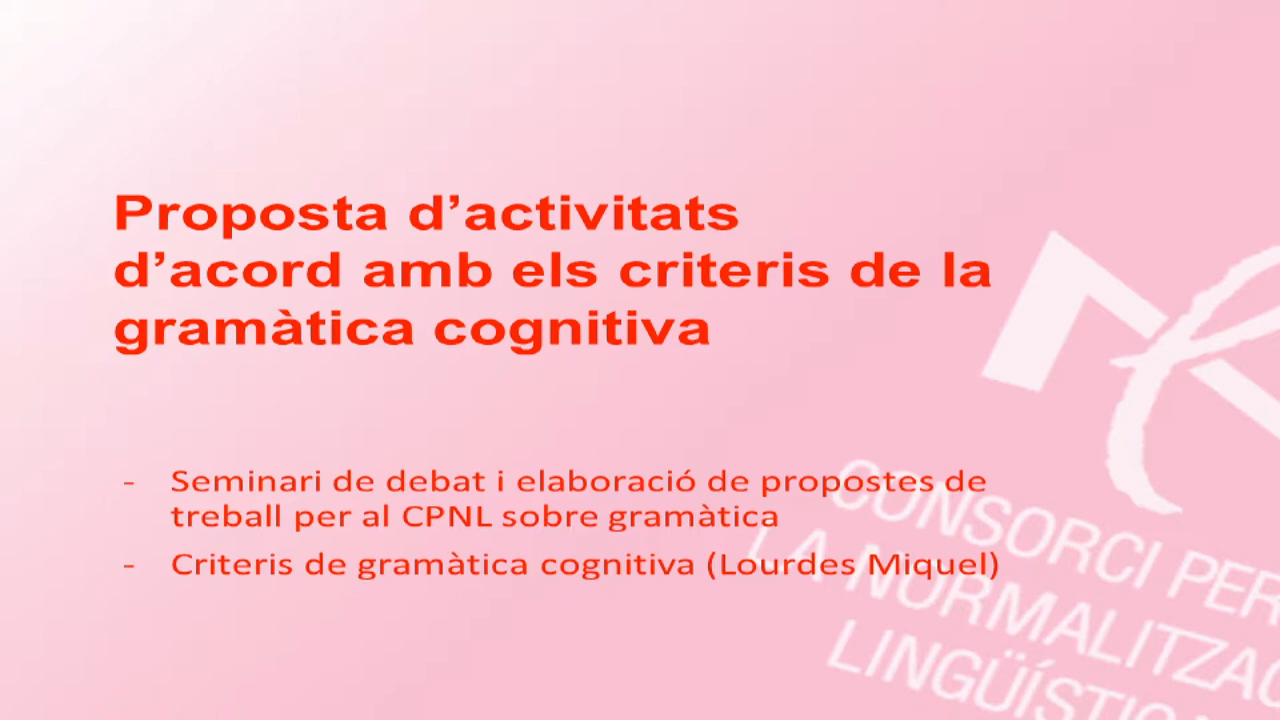 Proposta d’activitats
d’acord amb els criteris de la
gramàtica cognitiva
- Seminari de debat i elaboració de propostes de
treball per al CPNL sobre gramàtica
- Criteris de gramàtica cognitiva (Lourdes Miquel)
CONSORCI PER
LA NORMALITZAC
LINGÜÍSTICA